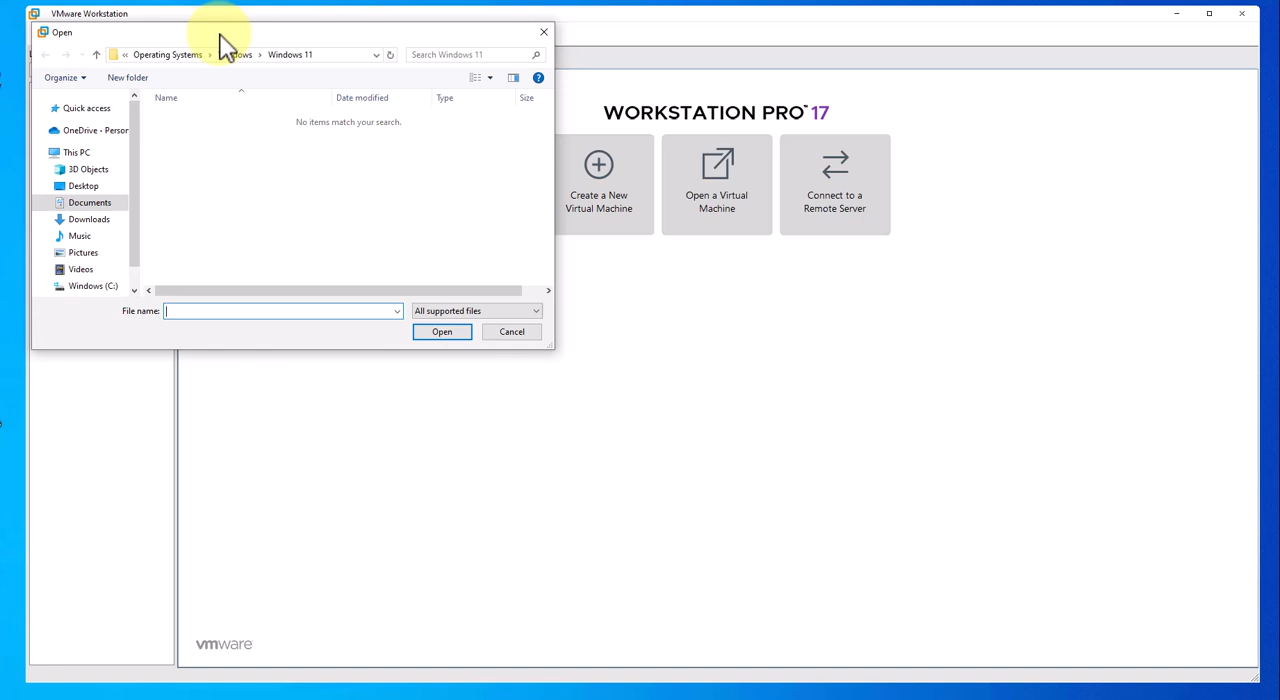 VMware Workstation
Open
« Operating Systems › › Windows 11
Search Windows 11
Organize
New folder
Name
Date modified
Type
Size
No items match your search.
Quick access
OneDrive - Person
This PC
3D Objects
Desktop
Documents
Downloads
Music
Pictures
Videos
Windows (C:)
File name:
All supported files
Open
Cancel
WORKSTATION PRO™ 17
Create a New
Virtual Machine
Open a Virtual
Machine
Connect to a
Remote Server
vmware